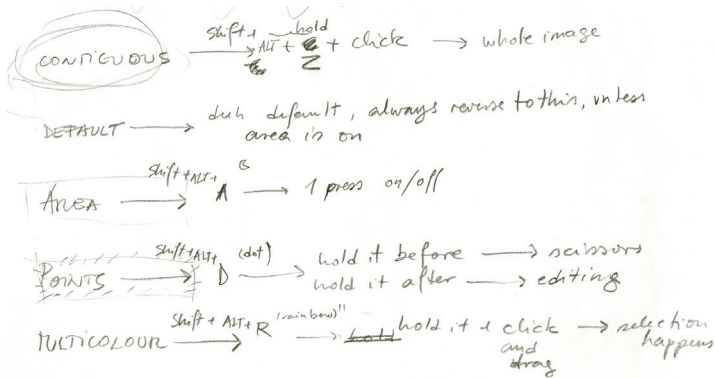 CONTIGUOUS → Shift + ALT + hold Z + click → whole image
DEFAULT → duh default, always reverse to this, unless
area is on
AREA → Shift+ALT+ A → 1 press on/off
POINTS → Shift+ALT+ D (dot) → hold it before → scissors
hold it after → editing
MULTICOLOUR → Shift + ALT + R (rainbow)" → hold it + click → selection
and happens
drag